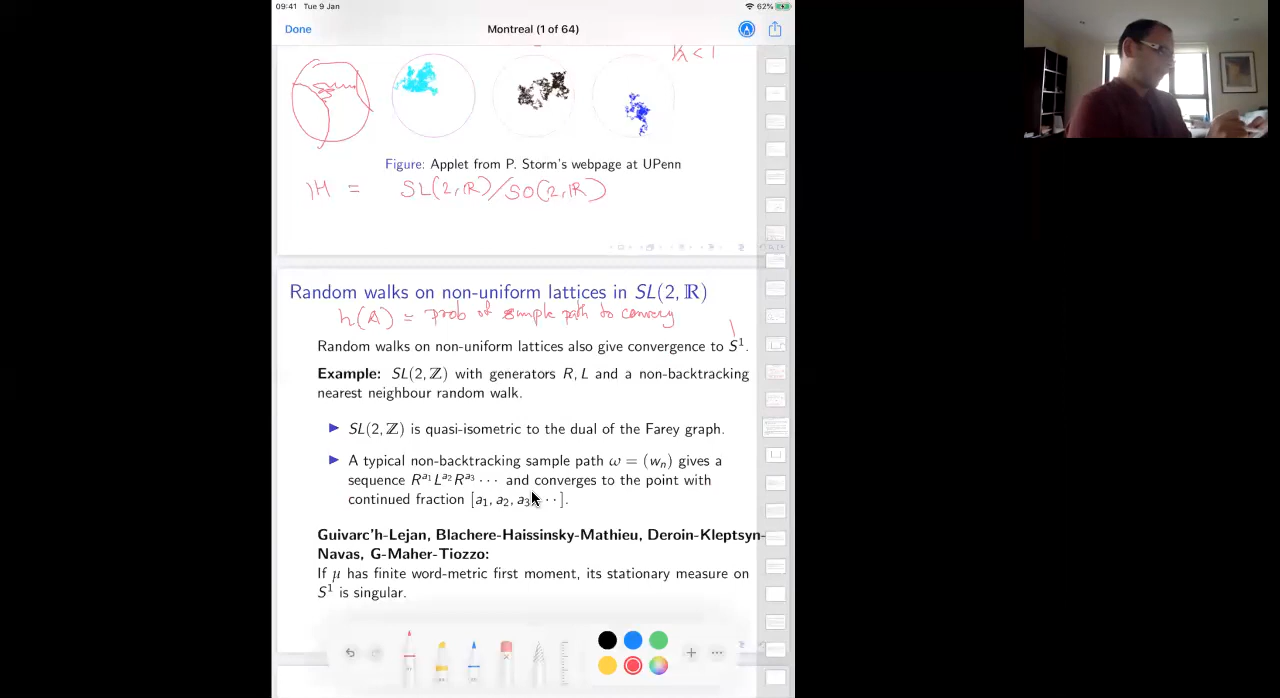 09:41 Tue 9 Jan
62%
Done
Montreal (1 of 64)
< 1
Figure: Applet from P. Storm's webpage at UPenn
ℍ = SL(2,ℝ)/SO(2,ℝ)
Random walks on non-uniform lattices in SL(2, ℝ)
h(A) = prob of sample path to converg
Random walks on non-uniform lattices also give convergence to S¹.
Example: SL(2, ℤ) with generators R, L and a non-backtracking
nearest neighbour random walk.
▶ SL(2, ℤ) is quasi-isometric to the dual of the Farey graph.
▶ A typical non-backtracking sample path ω = (wₙ) gives a
sequence R^{a₁} L^{a₂} R^{a₃} ··· and converges to the point with
continued fraction [a₁, a₂, a₃, ···].
Guivarc'h-Lejan, Blachere-Haissinsky-Mathieu, Deroin-Kleptsyn-
Navas, G-Maher-Tiozzo:
If μ has finite word-metric first moment, its stationary measure on
S¹ is singular.